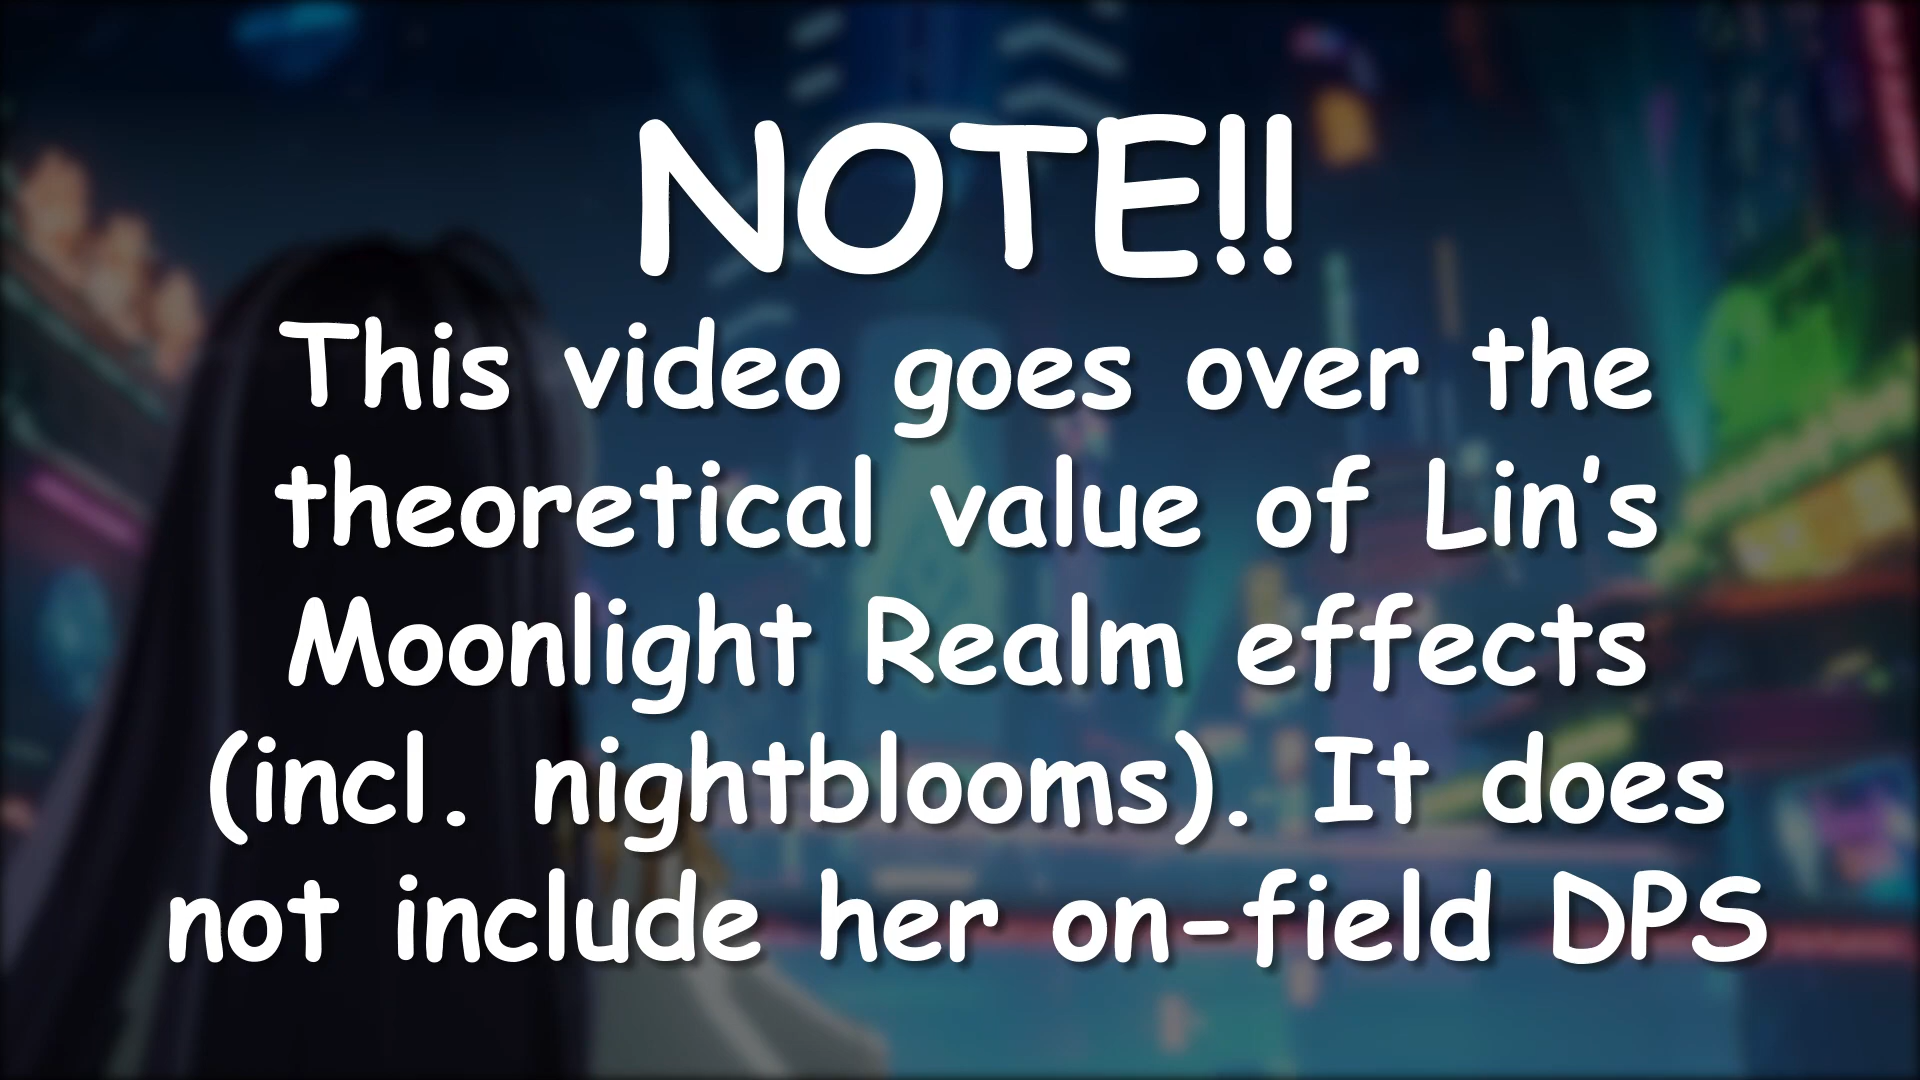 NOTE!!
This video goes over the
theoretical value of Lin's
Moonlight Realm effects
(incl. nightblooms). It does
not include her on-field DPS